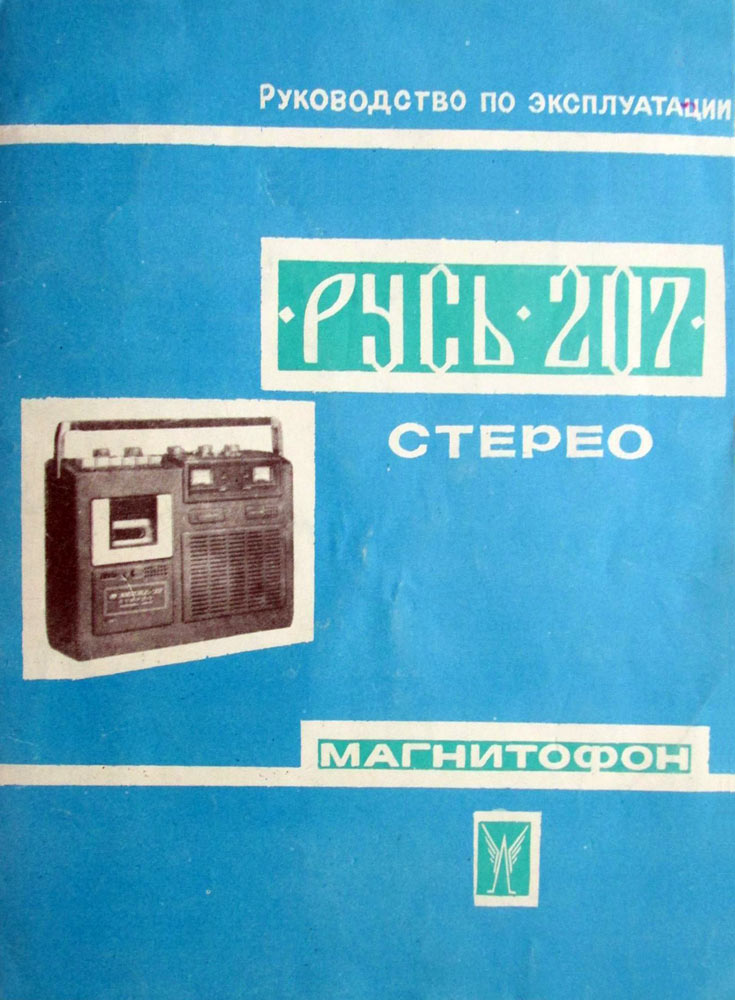 Руководство по эксплуатации
·РУСЬ·207·
СТЕРЕО
МАГНИТОФОН